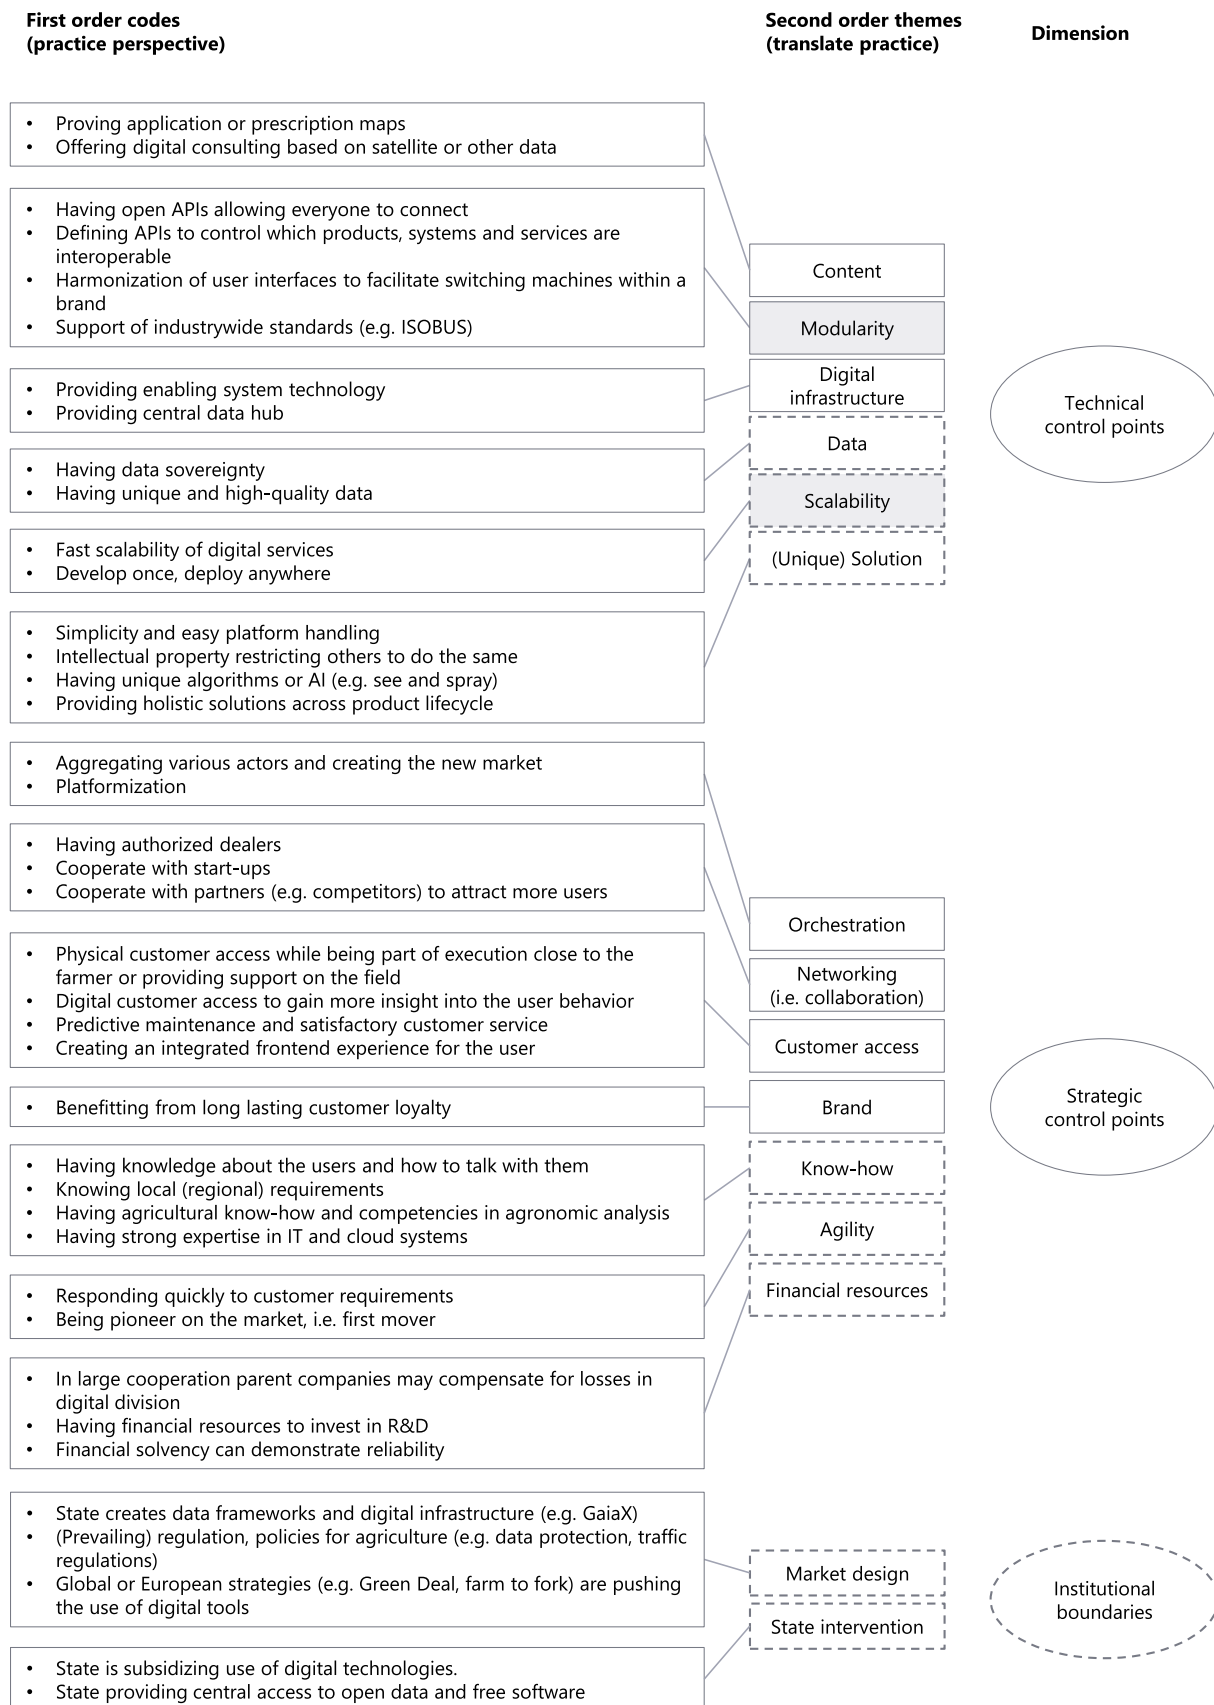 First order codes
(practice perspective)
Second order themes
(translate practice)
Dimension
• Proving application or prescription maps
• Offering digital consulting based on satellite or other data
• Having open APIs allowing everyone to connect
• Defining APIs to control which products, systems and services are
interoperable
• Harmonization of user interfaces to facilitate switching machines within a
brand
• Support of industrywide standards (e.g. ISOBUS)
• Providing enabling system technology
• Providing central data hub
• Having data sovereignty
• Having unique and high-quality data
• Fast scalability of digital services
• Develop once, deploy anywhere
• Simplicity and easy platform handling
• Intellectual property restricting others to do the same
• Having unique algorithms or AI (e.g. see and spray)
• Providing holistic solutions across product lifecycle
Content
Modularity
Digital
infrastructure
Data
Scalability
(Unique) Solution
Technical
control points
• Aggregating various actors and creating the new market
• Platformization
• Having authorized dealers
• Cooperate with start-ups
• Cooperate with partners (e.g. competitors) to attract more users
• Physical customer access while being part of execution close to the
farmer or providing support on the field
• Digital customer access to gain more insight into the user behavior
• Predictive maintenance and satisfactory customer service
• Creating an integrated frontend experience for the user
• Benefitting from long lasting customer loyalty
• Having knowledge about the users and how to talk with them
• Knowing local (regional) requirements
• Having agricultural know-how and competencies in agronomic analysis
• Having strong expertise in IT and cloud systems
• Responding quickly to customer requirements
• Being pioneer on the market, i.e. first mover
• In large cooperation parent companies may compensate for losses in
digital division
• Having financial resources to invest in R&D
• Financial solvency can demonstrate reliability
Orchestration
Networking
(i.e. collaboration)
Customer access
Brand
Know-how
Agility
Financial resources
Strategic
control points
• State creates data frameworks and digital infrastructure (e.g. GaiaX)
• (Prevailing) regulation, policies for agriculture (e.g. data protection, traffic
regulations)
• Global or European strategies (e.g. Green Deal, farm to fork) are pushing
the use of digital tools
• State is subsidizing use of digital technologies.
• State providing central access to open data and free software
Market design
State intervention
Institutional
boundaries